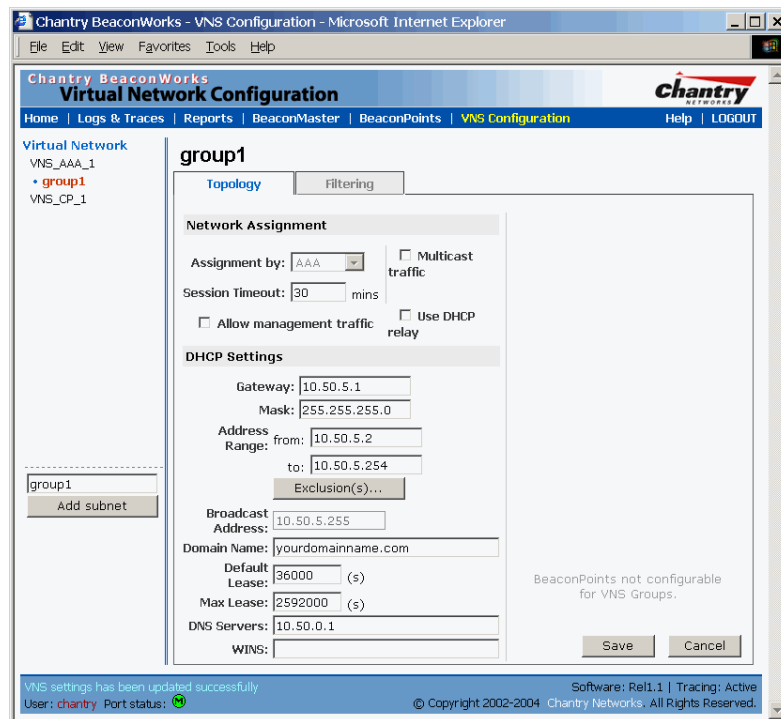 Chantry BeaconWorks - VNS Configuration - Microsoft Internet Explorer
File Edit View Favorites Tools Help
Chantry BeaconWorks
Virtual Network Configuration
Chantry
NETWORKS
Home | Logs & Traces | Reports | BeaconMaster | BeaconPoints | VNS Configuration Help | LOGOUT
Virtual Network
VNS_AAA_1
• group1
VNS_CP_1
group1
Add subnet
group1
Topology Filtering
Network Assignment
Assignment by: AAA
Multicast traffic
Session Timeout: 30 mins
Allow management traffic
Use DHCP relay
DHCP Settings
Gateway: 10.50.5.1
Mask: 255.255.255.0
Address Range: from: 10.50.5.2
to: 10.50.5.254
Exclusion(s)...
Broadcast Address: 10.50.5.255
Domain Name: yourdomainname.com
Default Lease: 36000 (s)
Max Lease: 2592000 (s)
DNS Servers: 10.50.0.1
WINS:
BeaconPoints not configurable
for VNS Groups.
Save Cancel
VNS settings has been updated successfully
Software: Rel1.1 | Tracing: Active
User: chantry Port status: M
© Copyright 2002-2004 Chantry Networks. All Rights Reserved.